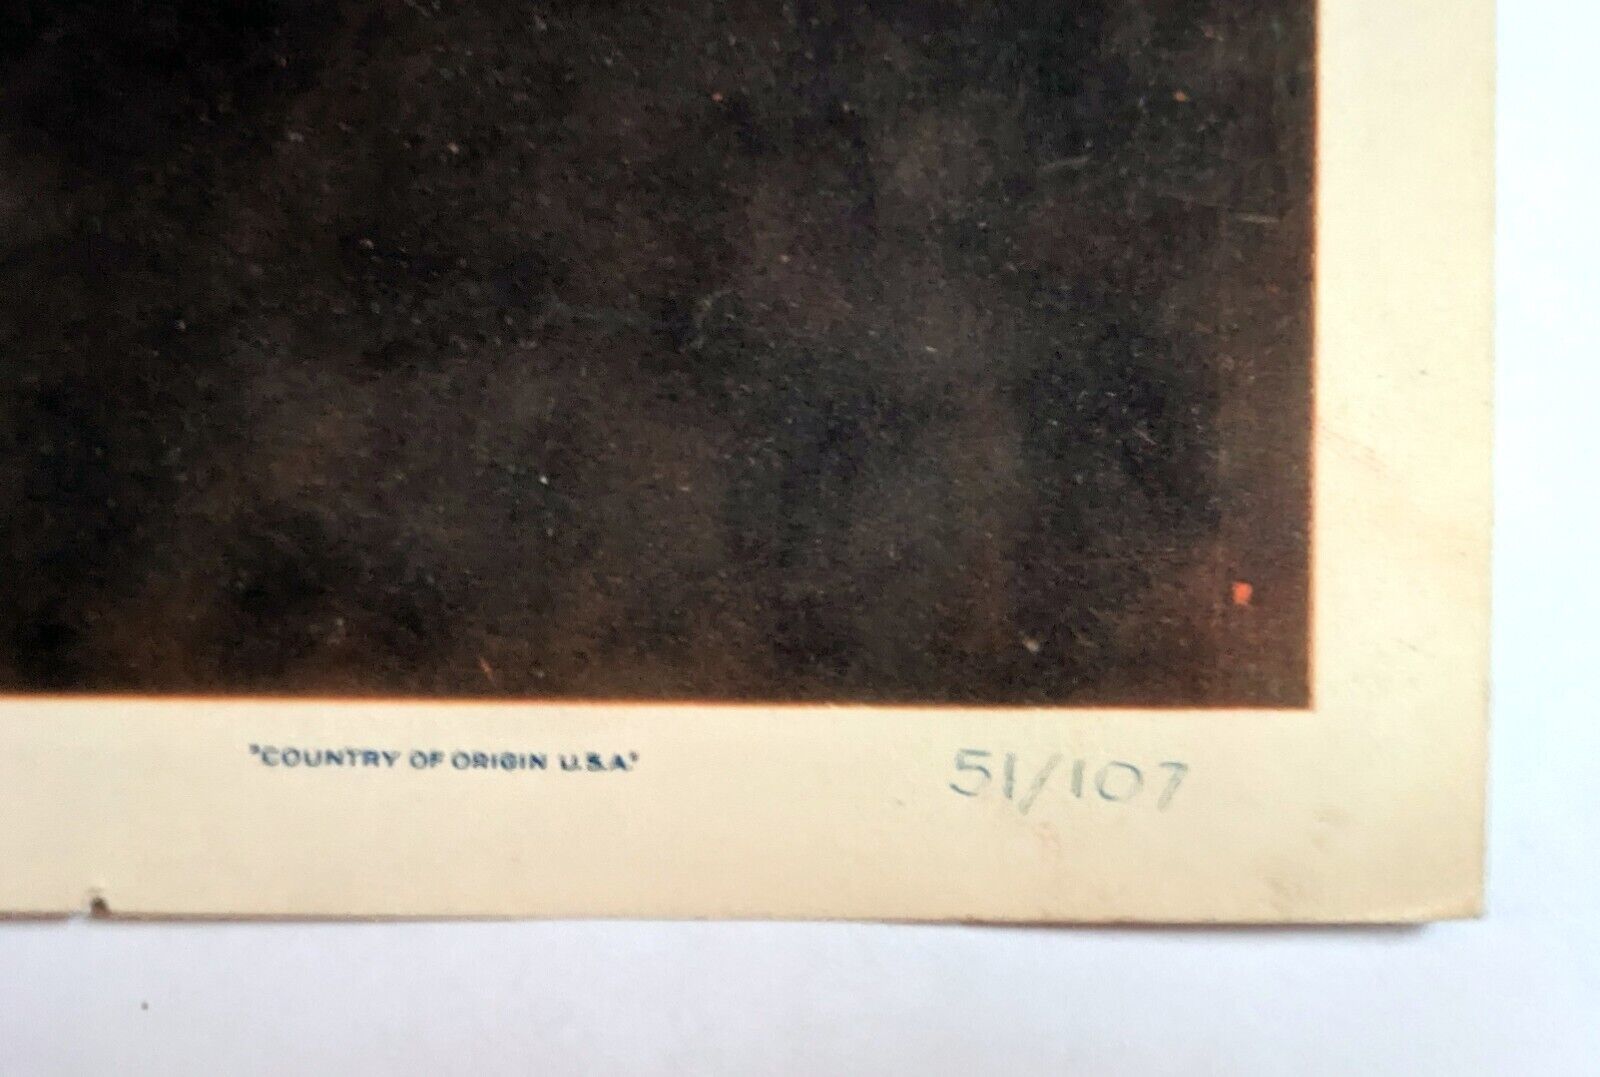 "COUNTRY OF ORIGIN U.S.A."
51/107